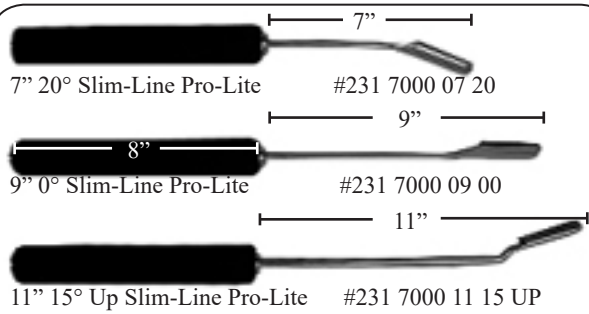 7”
7” 20° Slim-Line Pro-Lite #231 7000 07 20
9”
8”
9” 0° Slim-Line Pro-Lite #231 7000 09 00
11”
11” 15° Up Slim-Line Pro-Lite #231 7000 11 15 UP